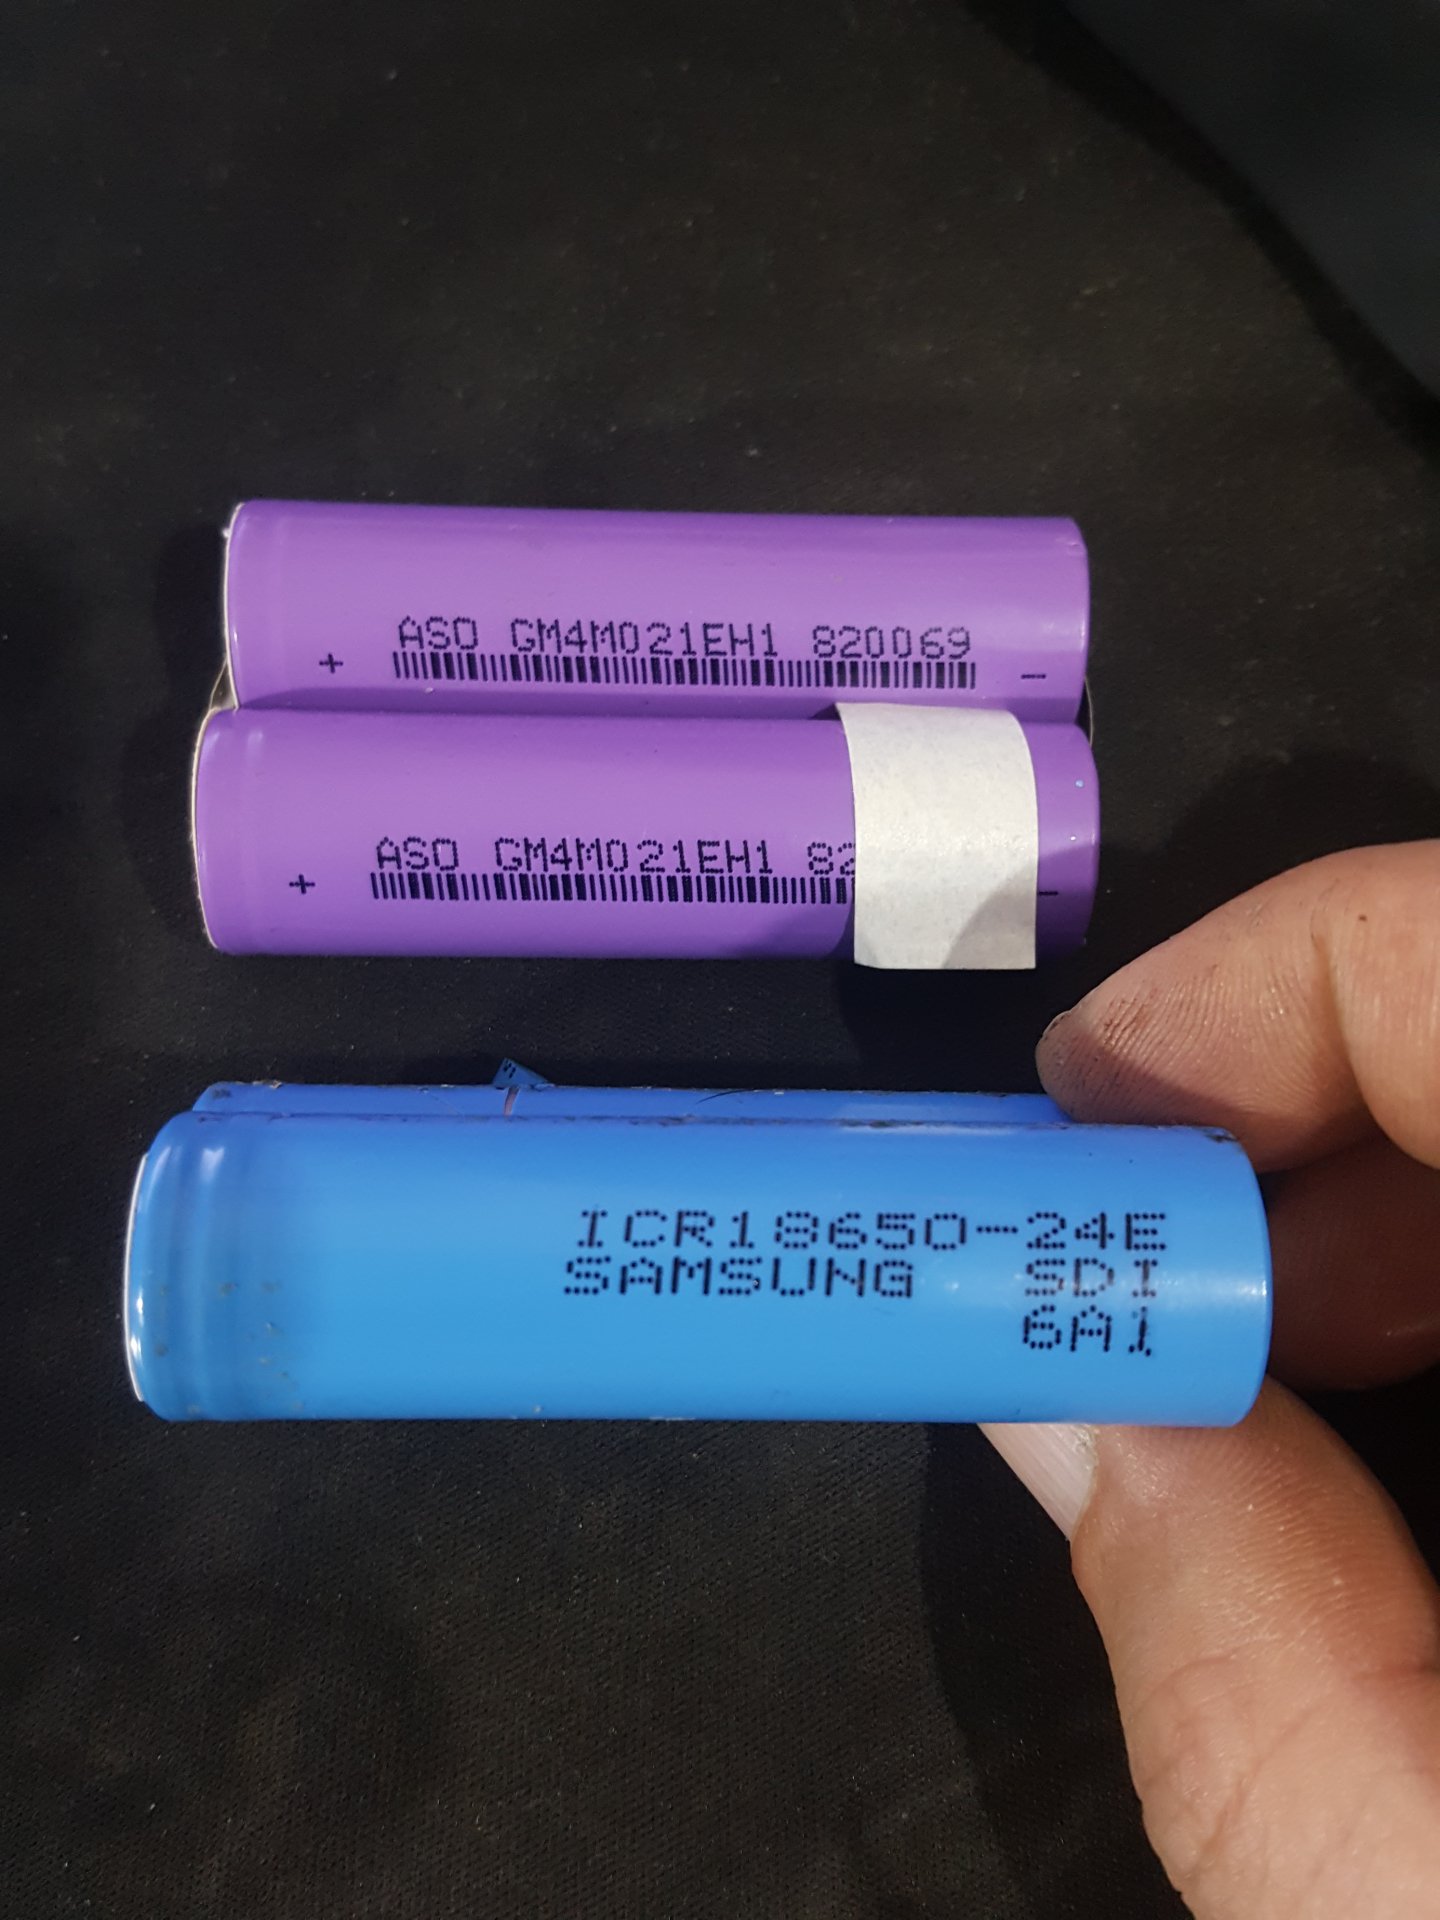 ASO GM4M021EH1 820069
+ -
ASO GM4M021EH1 82
+ -
ICR18650-24E
SAMSUNG SDI
6A1